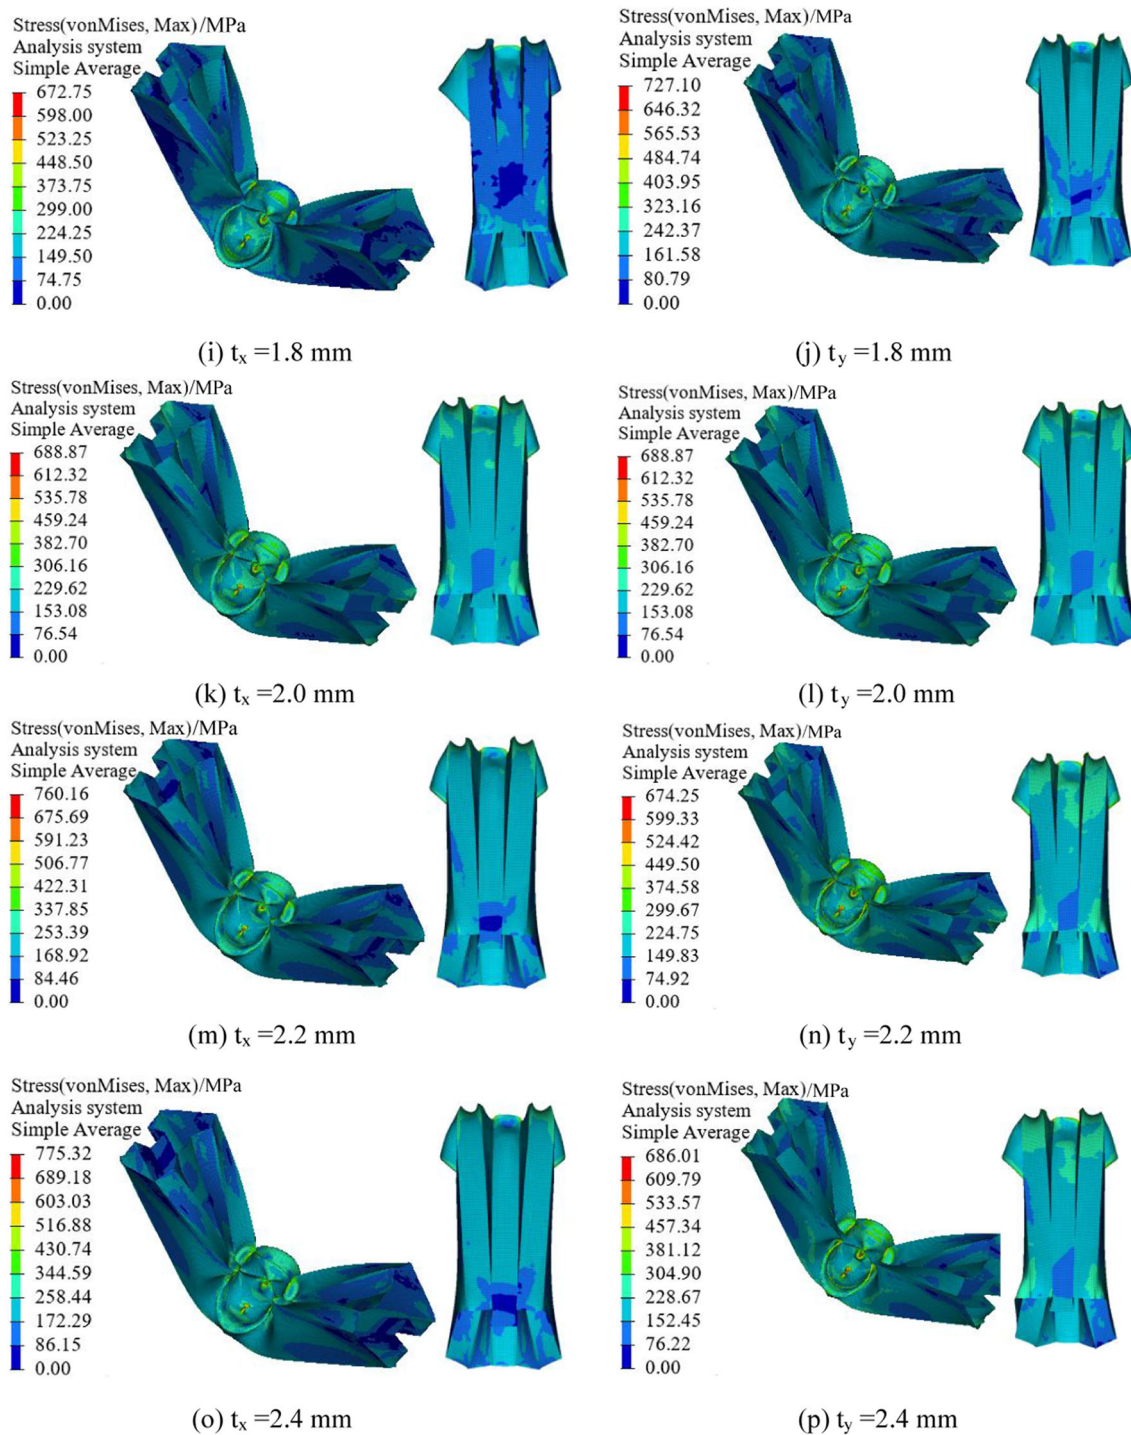 Stress(vonMises, Max)/MPa
Analysis system
Simple Average
672.75
598.00
523.25
448.50
373.75
299.00
224.25
149.50
74.75
0.00
(i) tx =1.8 mm
Stress(vonMises, Max)/MPa
Analysis system
Simple Average
727.10
646.32
565.53
484.74
403.95
323.16
242.37
161.58
80.79
0.00
(j) ty =1.8 mm
Stress(vonMises, Max)/MPa
Analysis system
Simple Average
688.87
612.32
535.78
459.24
382.70
306.16
229.62
153.08
76.54
0.00
(k) tx =2.0 mm
Stress(vonMises, Max)/MPa
Analysis system
Simple Average
688.87
612.32
535.78
459.24
382.70
306.16
229.62
153.08
76.54
0.00
(l) ty =2.0 mm
Stress(vonMises, Max)/MPa
Analysis system
Simple Average
760.16
675.69
591.23
506.77
422.31
337.85
253.39
168.92
84.46
0.00
(m) tx =2.2 mm
Stress(vonMises, Max)/MPa
Analysis system
Simple Average
674.25
599.33
524.42
449.50
374.58
299.67
224.75
149.83
74.92
0.00
(n) ty =2.2 mm
Stress(vonMises, Max)/MPa
Analysis system
Simple Average
775.32
689.18
603.03
516.88
430.74
344.59
258.44
172.29
86.15
0.00
(o) tx =2.4 mm
Stress(vonMises, Max)/MPa
Analysis system
Simple Average
686.01
609.79
533.57
457.34
381.12
304.90
228.67
152.45
76.22
0.00
(p) ty =2.4 mm